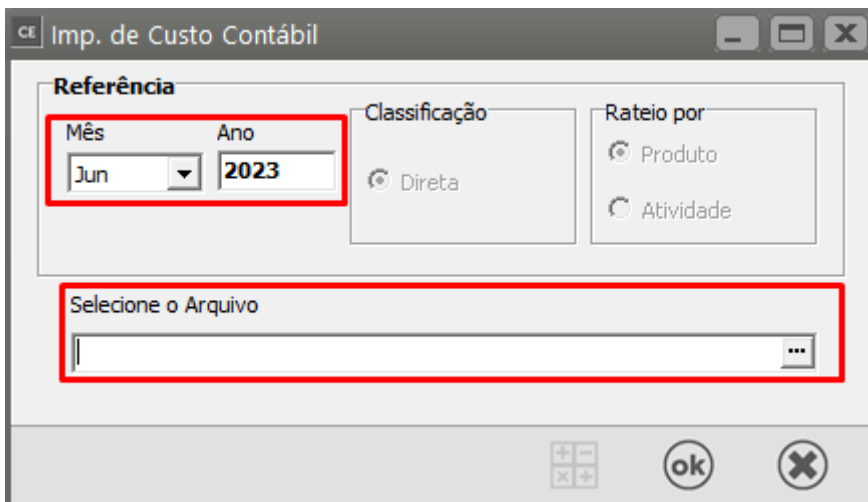 CE Imp. de Custo Contábil
Referência
Mês Ano
Jun 2023
Classificação
Direta
Rateio por
Produto
Atividade
Selecione o Arquivo
...
ok